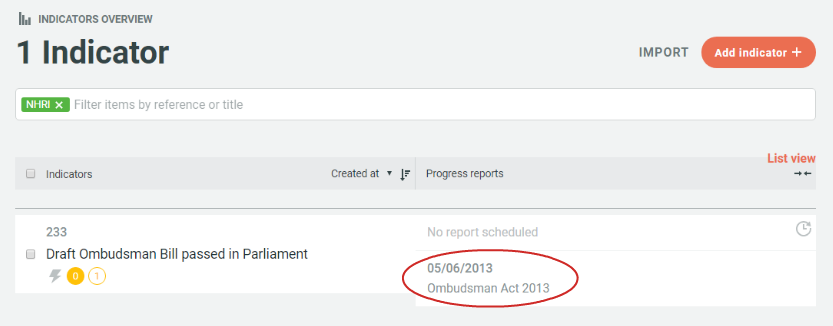 INDICATORS OVERVIEW
1 Indicator
IMPORT
Add indicator +
NHRI ×
Filter items by reference or title
List view
Indicators
Created at
Progress reports
233
Draft Ombudsman Bill passed in Parliament
0
1
No report scheduled
05/06/2013
Ombudsman Act 2013